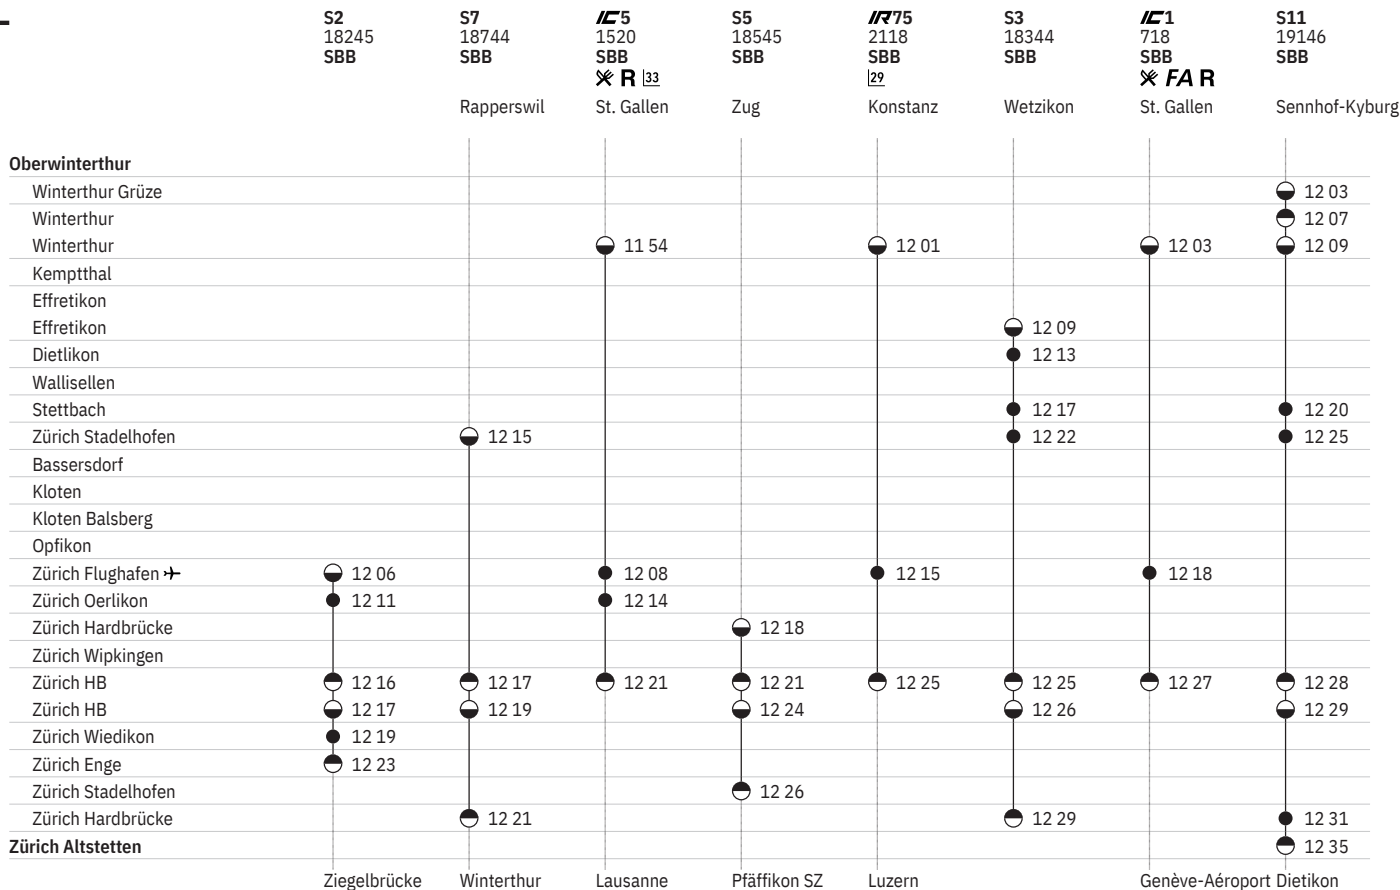 S2 S7 IC5 S5 IR75 S3 IC1 S11
18245 18744 1520 18545 2118 18344 718 19146
SBB SBB SBB SBB SBB SBB SBB SBB
R 33 29 FA R
Rapperswil St. Gallen Zug Konstanz Wetzikon St. Gallen Sennhof-Kyburg
Oberwinterthur
Winterthur Grüze 12 03
Winterthur 12 07
Winterthur 11 54 12 01 12 03 12 09
Kemptthal
Effretikon
Effretikon 12 09
Dietlikon 12 13
Wallisellen
Stettbach 12 17 12 20
Zürich Stadelhofen 12 15 12 22 12 25
Bassersdorf
Kloten
Kloten Balsberg
Opfikon
Zürich Flughafen 12 06 12 08 12 15 12 18
Zürich Oerlikon 12 11 12 14
Zürich Hardbrücke 12 18
Zürich Wipkingen
Zürich HB 12 16 12 17 12 21 12 21 12 25 12 25 12 27 12 28
Zürich HB 12 17 12 19 12 24 12 26 12 29
Zürich Wiedikon 12 19
Zürich Enge 12 23
Zürich Stadelhofen 12 26
Zürich Hardbrücke 12 21 12 29 12 31
Zürich Altstetten 12 35
Ziegelbrücke Winterthur Lausanne Pfäffikon SZ Luzern Genève-Aéroport Dietikon